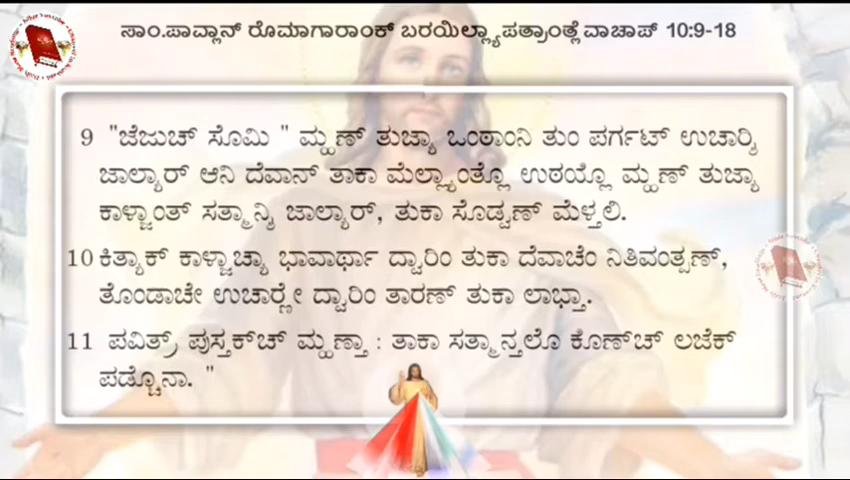 ಸಾಂ.ಪಾವ್ಲಾನ್ ರೊಮಾಗಾರಾಂಕ್ ಬರಯಿಲ್ಲ್ಯಾ ಪತ್ರಾಂತ್ಲೆ ವಾಚಾಪ್ 10:9-18
9 "ಜೆಜುಚ್ ಸೊಮಿ " ಮ್ಹಣ್ ತುಜ್ಯಾ ಒಂಠಾಂನಿ ತುಂ ಪರ್ಗಟ್ ಉಚಾರ್‍ಶಿ
ಜಾಲ್ಯಾರ್ ಆನಿ ದೆವಾನ್ ತಾಕಾ ಮೆಲ್ಲ್ಯಾಂತ್ಲೊ ಉಠಯ್ಲೊ ಮ್ಹಣ್ ತುಜ್ಯಾ
ಕಾಳ್ಜಾಂತ್ ಸತ್ಮಾನ್ಶಿ ಜಾಲ್ಯಾರ್, ತುಕಾ ಸೊಡ್ವಣ್ ಮೆಳ್ತಲಿ.
10 ಕಿತ್ಯಾಕ್ ಕಾಳ್ಜಾಚ್ಯಾ ಭಾವಾರ್ಥಾ ದ್ವಾರಿಂ ತುಕಾ ದೆವಾಚೆಂ ನಿತಿವಂತ್ಪಣ್,
ತೊಂಡಾಚೇ ಉಚಾರ್‍ಣೇ ದ್ವಾರಿಂ ತಾರಣ್ ತುಕಾ ಲಾಭ್ತಾ.
11 ಪವಿತ್ರ್ ಪುಸ್ತಕ್‌ಚ್ ಮ್ಹಣ್ತಾ : ತಾಕಾ ಸತ್ಮಾನ್ತಲೊ ಕೊಣ್‌ಚ್ ಲಜೆಕ್
ಪಡ್ಚೊನಾ. "